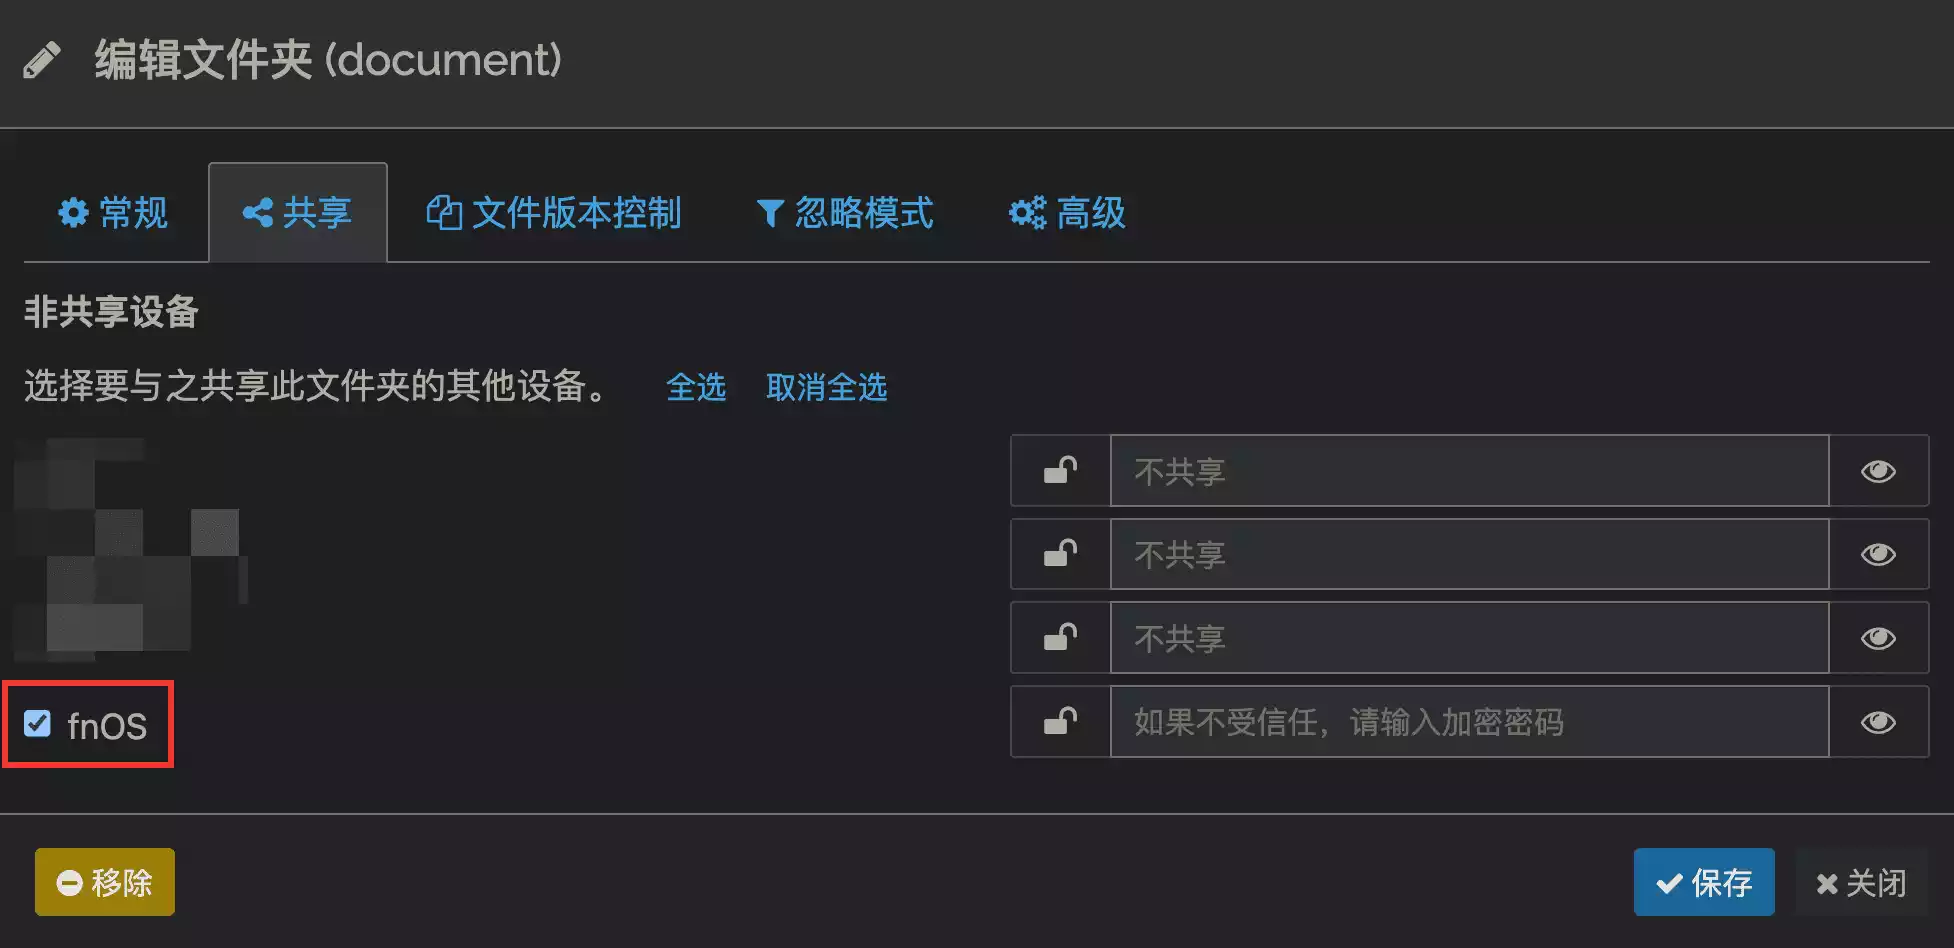 编辑文件夹 (document)
常规 共享 文件版本控制 忽略模式 高级
非共享设备
选择要与之共享此文件夹的其他设备。 全选 取消全选
不共享
不共享
不共享
fnOS 如果不受信任，请输入加密密码
移除 保存 关闭